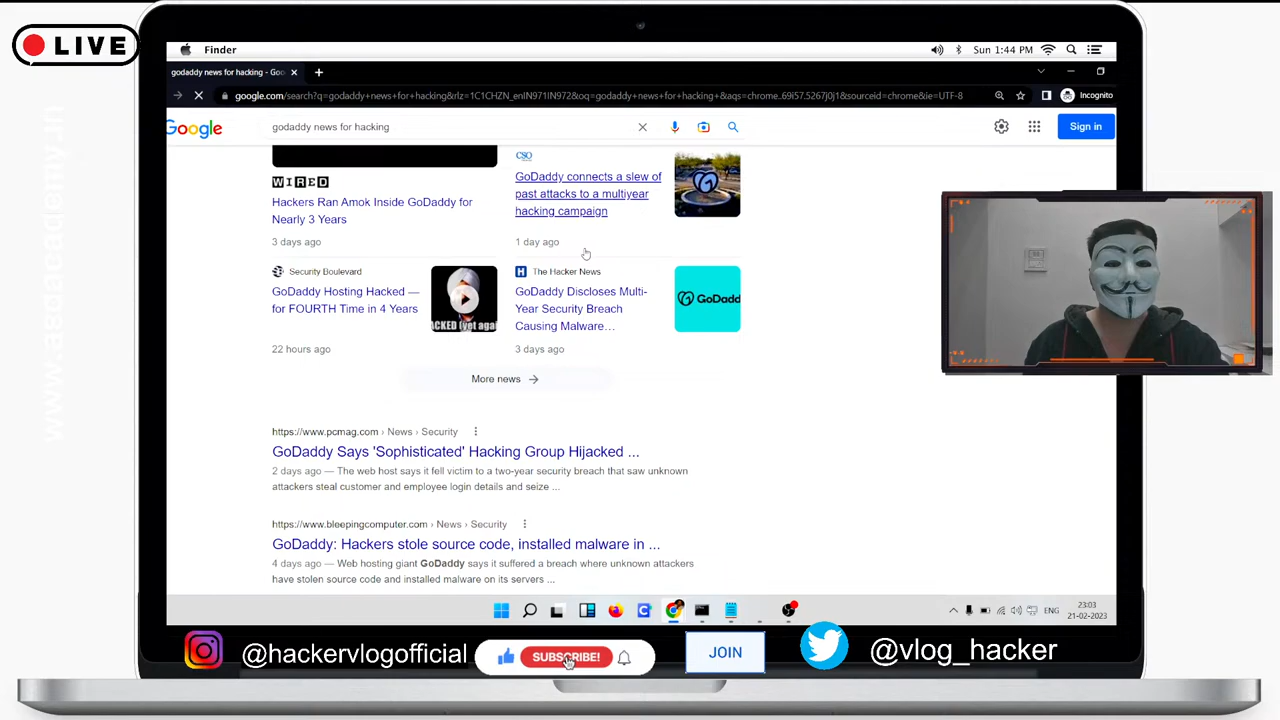 LIVE
Finder
Sun 1:44 PM
godaddy news for hacking - Goo
google.com/search?q=godaddy+news+for+hacking&rlz=1C1CHZN_enIN971IN972&oq=godaddy+news+for+hacking+&aqs=chrome..69i57.5267j0j1&sourceid=chrome&ie=UTF-8
Incognito
Google
godaddy news for hacking
Sign in
WIRED
Hackers Ran Amok Inside GoDaddy for
Nearly 3 Years
3 days ago
CSO
GoDaddy connects a slew of
past attacks to a multiyear
hacking campaign
1 day ago
Security Boulevard
GoDaddy Hosting Hacked —
for FOURTH Time in 4 Years
22 hours ago
ACKED (yet agai
The Hacker News
GoDaddy Discloses Multi-
Year Security Breach
Causing Malware…
3 days ago
GoDadd
More news
https://www.pcmag.com › News › Security
GoDaddy Says 'Sophisticated' Hacking Group Hijacked ...
2 days ago — The web host says it fell victim to a two-year security breach that saw unknown
attackers steal customer and employee login details and seize ...
https://www.bleepingcomputer.com › News › Security
GoDaddy: Hackers stole source code, installed malware in ...
4 days ago — Web hosting giant GoDaddy says it suffered a breach where unknown attackers
have stolen source code and installed malware on its servers ...
ENG
23:03
21-02-2023
@hackervlogofficial
SUBSCRIBE!
JOIN
@vlog_hacker
www.aedacademy.in